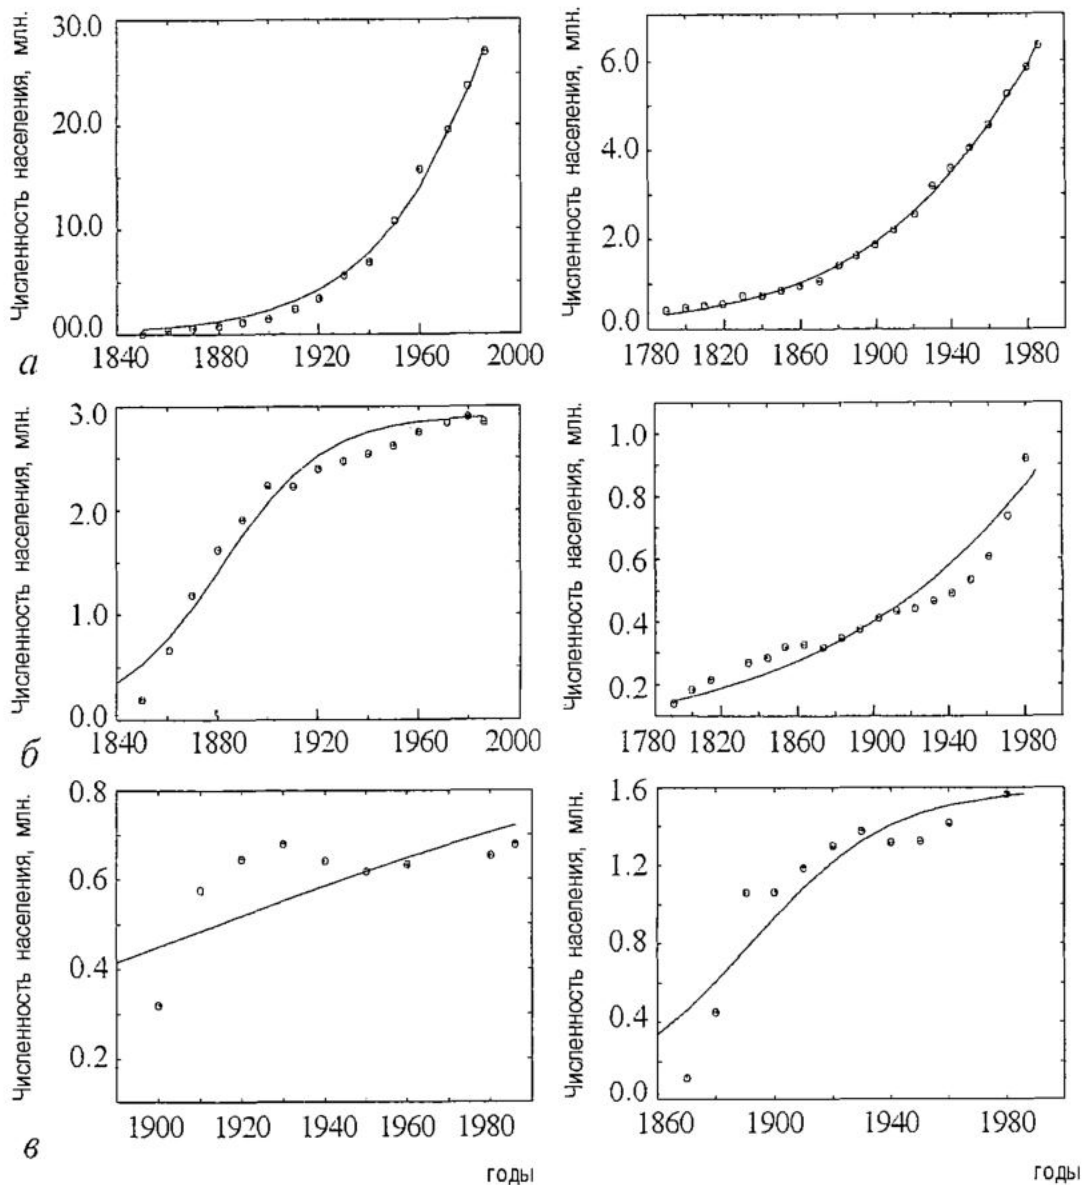 Численность населения, млн.
30.0
20.0
10.0
00.0
1840 1880 1920 1960 2000
а
Численность населения, млн.
6.0
4.0
2.0
0.0
1780 1820 1860 1900 1940 1980
Численность населения, млн.
3.0
2.0
1.0
0.0
1840 1880 1920 1960 2000
б
Численность населения, млн.
1.0
0.8
0.6
0.4
0.2
1780 1820 1860 1900 1940 1980
Численность населения, млн.
0.8
0.6
0.4
0.2
1900 1920 1940 1960 1980
в
годы
Численность населения, млн.
1.6
1.2
0.8
0.4
0.0
1860 1900 1940 1980
годы